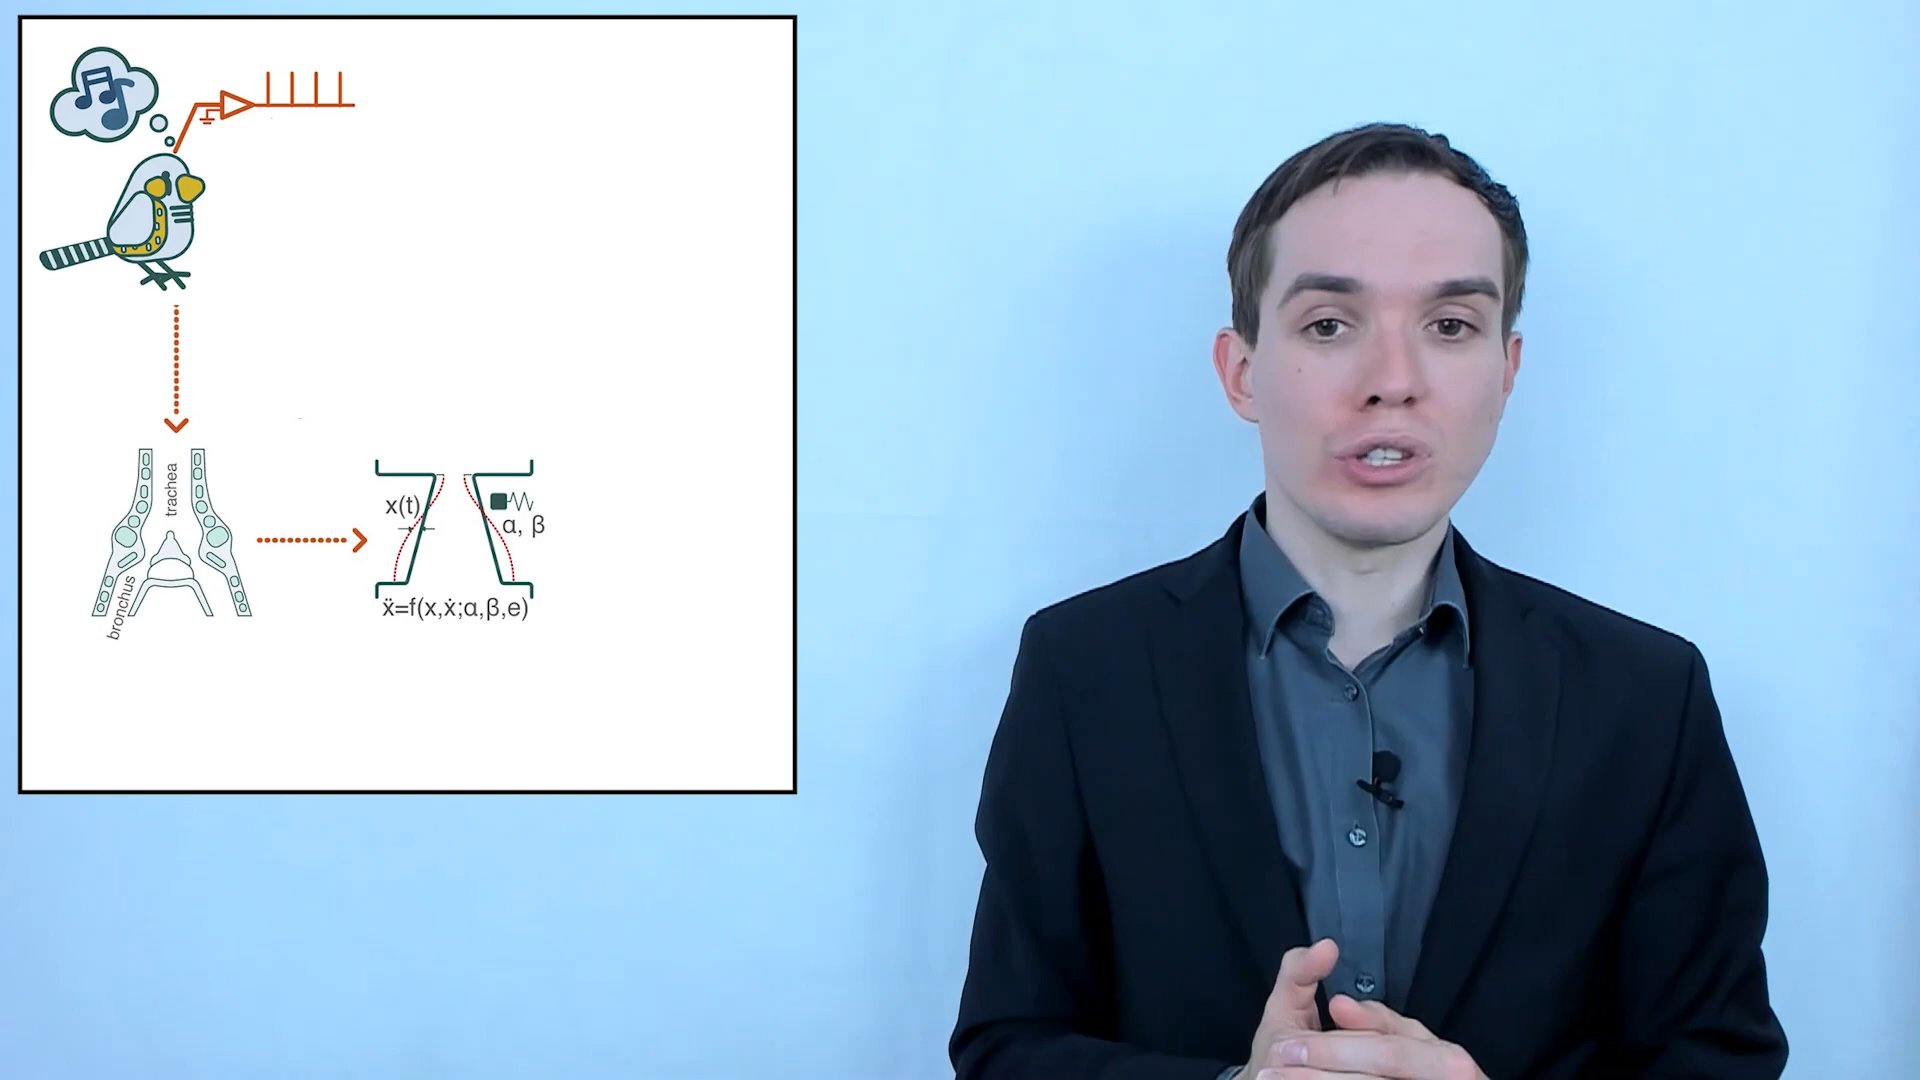 trachea
bronchus
x(t)
α, β
ẍ=f(x,ẋ;α,β,e)